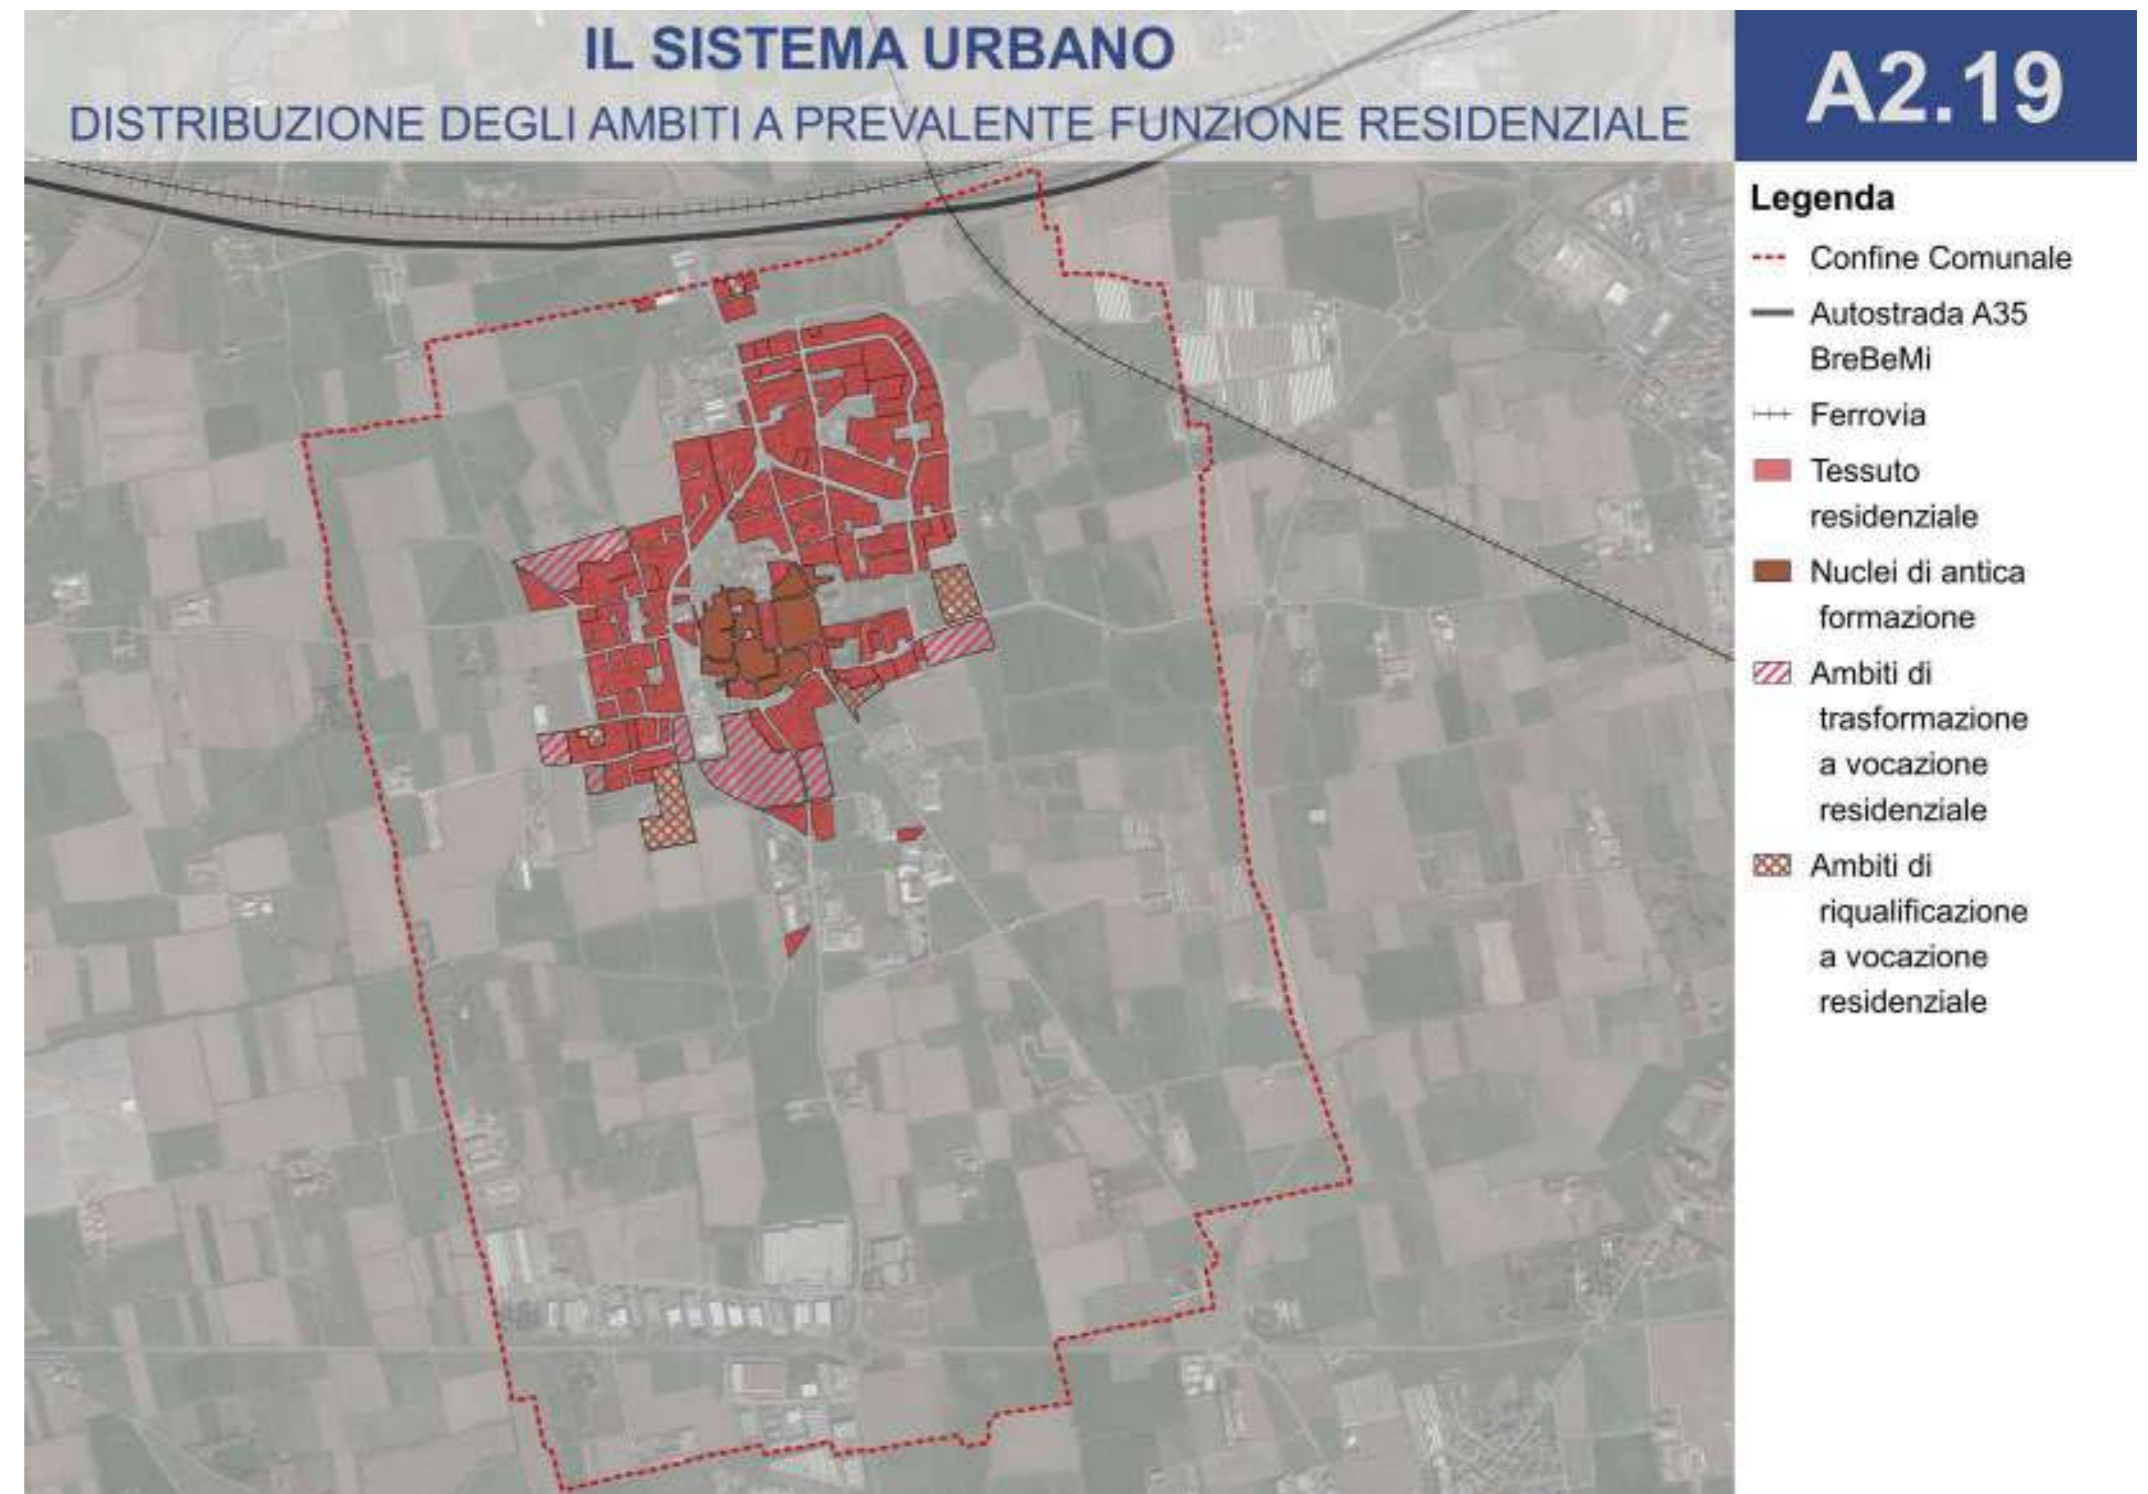 IL SISTEMA URBANO
DISTRIBUZIONE DEGLI AMBITI A PREVALENTE FUNZIONE RESIDENZIALE
A2.19
Legenda
Confine Comunale
Autostrada A35
BreBeMi
Ferrovia
Tessuto
residenziale
Nuclei di antica
formazione
Ambiti di
trasformazione
a vocazione
residenziale
Ambiti di
riqualificazione
a vocazione
residenziale